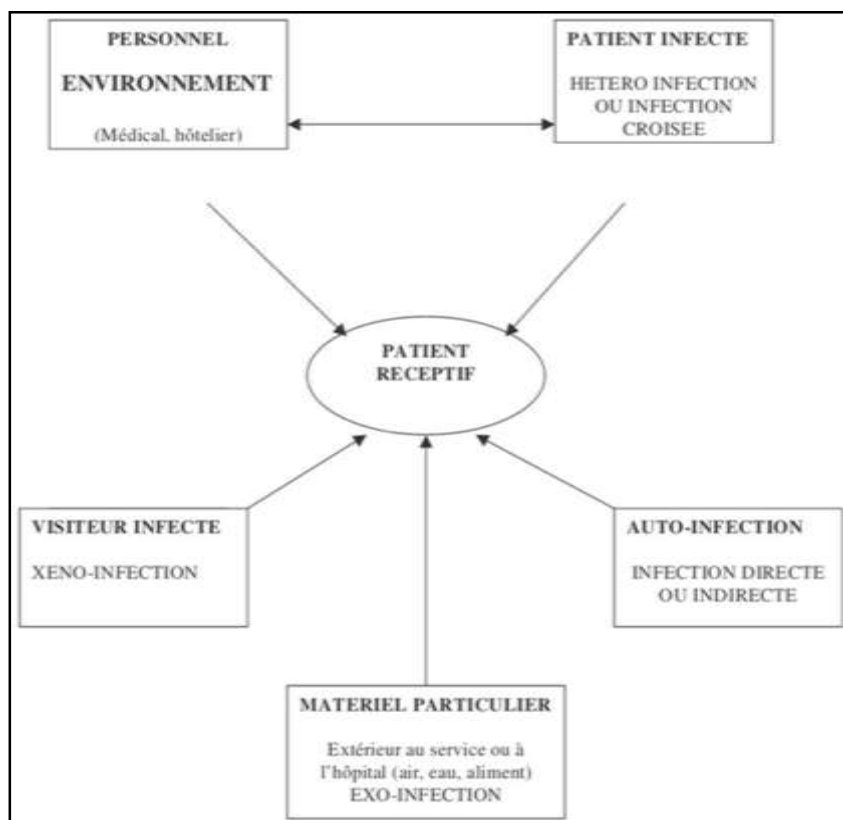 PERSONNEL
ENVIRONNEMENT
(Médical, hôtelier)
PATIENT INFECTE
HETERO INFECTION
OU INFECTION
CROISEE
PATIENT
RECEPTIF
VISITEUR INFECTE
XENO-INFECTION
AUTO-INFECTION
INFECTION DIRECTE
OU INDIRECTE
MATERIEL PARTICULIER
Extérieur au service ou à
l'hôpital (air, eau, aliment)
EXO-INFECTION